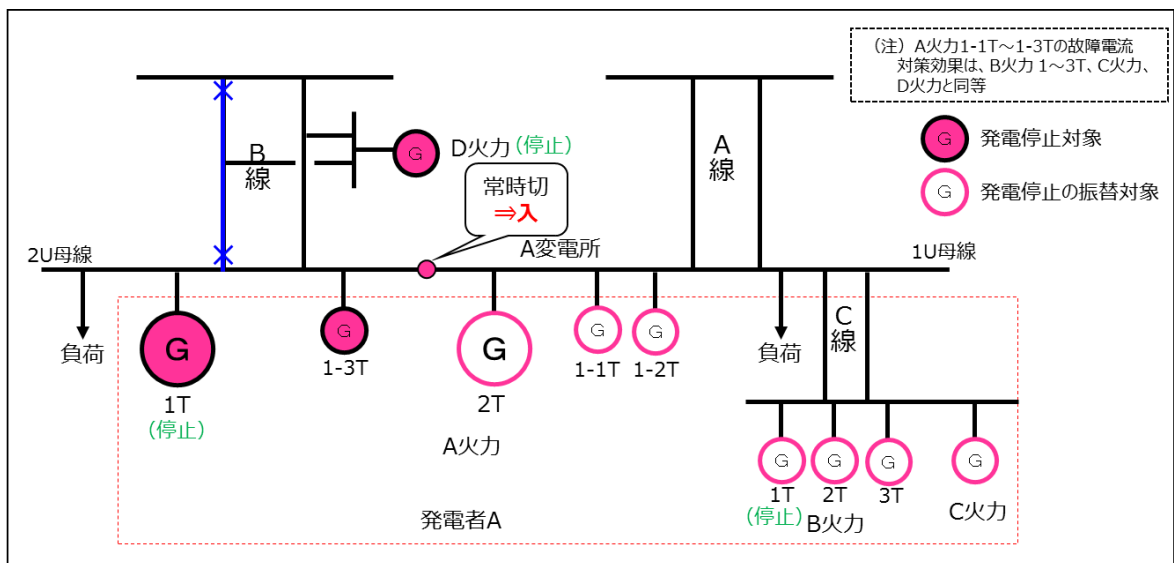 (注) A火力1-1T～1-3Tの故障電流
対策効果は、B火力 1～3T、C火力、
D火力と同等
G 発電停止対象
G 発電停止の振替対象
B線
G
D火力(停止)
A線
常時切
⇒入
2U母線
A変電所
1U母線
G
1T
(停止)
G
1-3T
G
2T
G
1-1T
G
1-2T
負荷
負荷
C線
A火力
G
1T
(停止)
G
2T
G
3T
G
B火力
C火力
発電者A